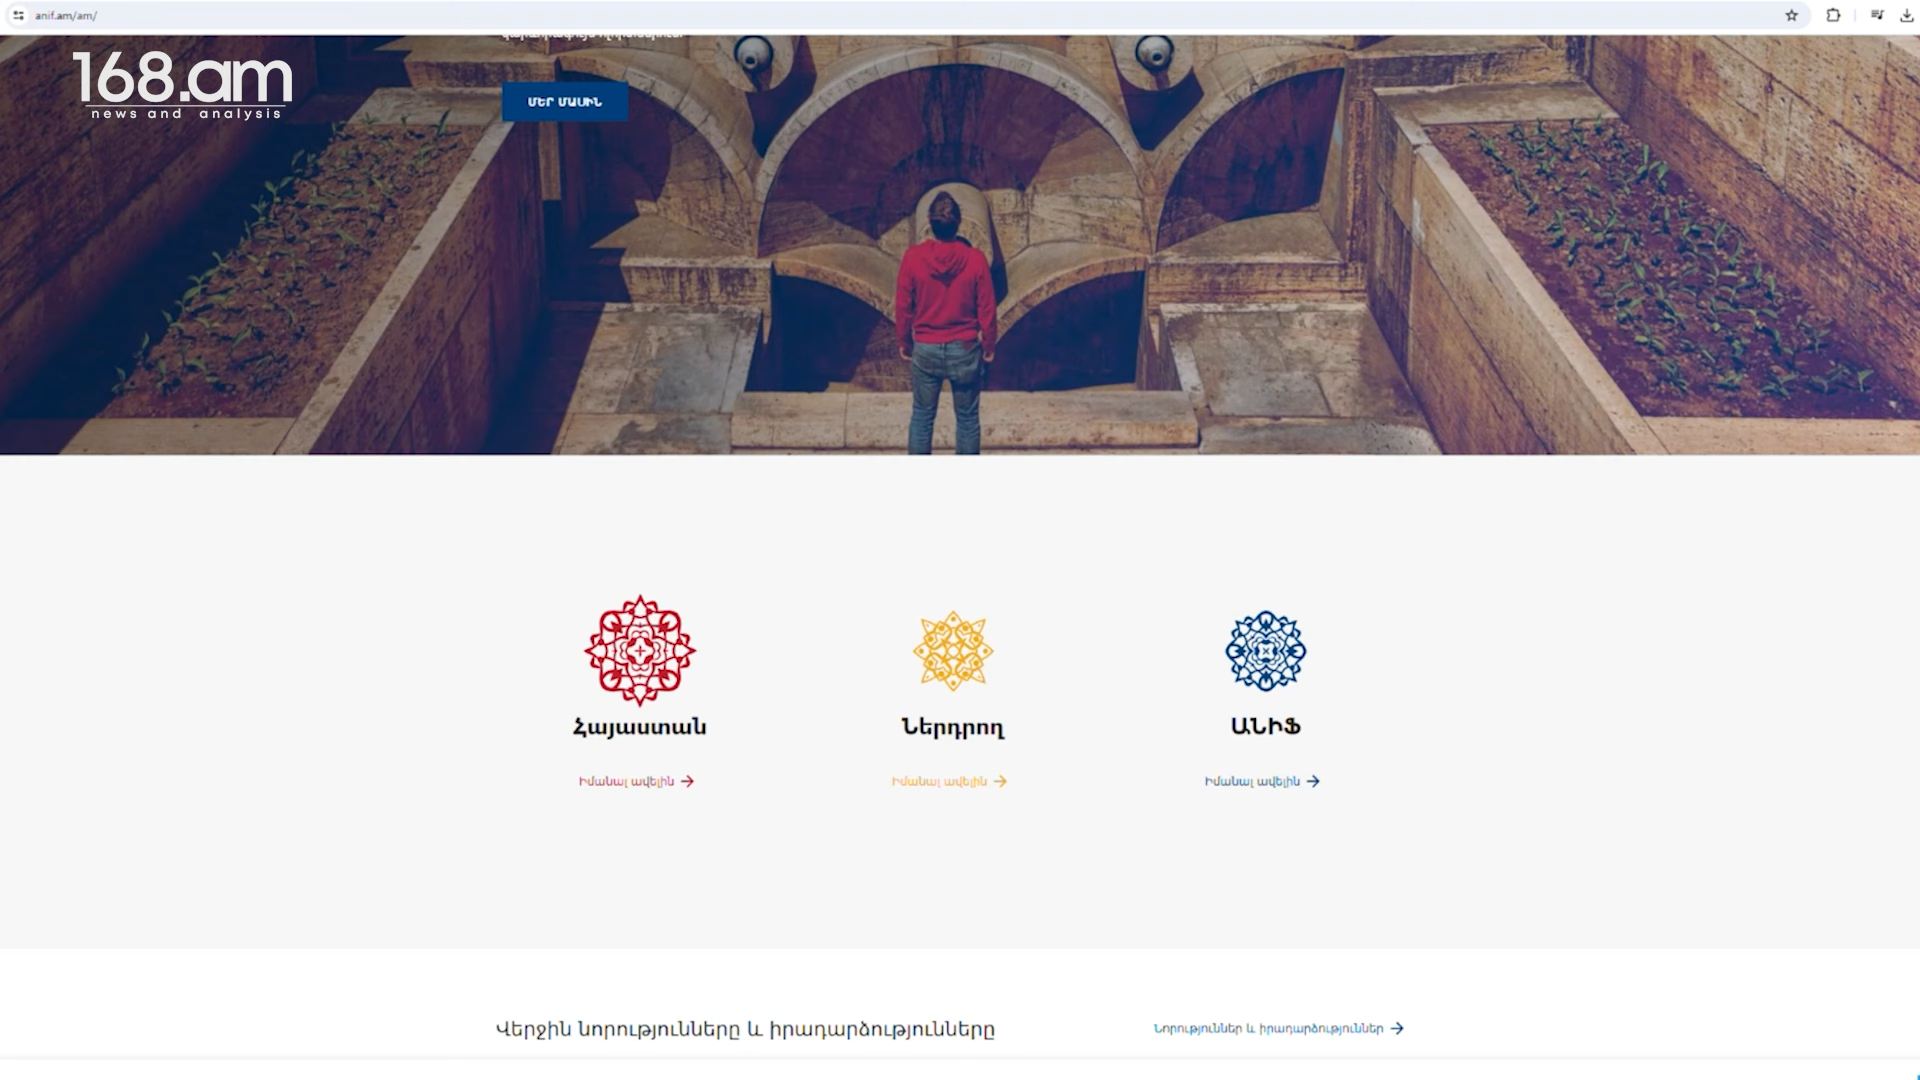 anif.am/am/
168.am
news and analysis
ՄԵՐ ՄԱՍԻՆ
Հայաստան
Ներդրող
ԱՆԻՖ
Իմանալ ավելին
Իմանալ ավելին
Իմանալ ավելին
Վերջին նորությունները և իրադարձությունները
Նորություններ և իրադարձություններ